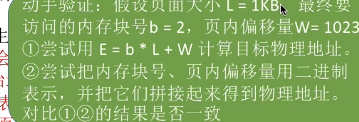 动手验证：假设页面大小 L = 1KB，最终要
访问的内存块号b = 2，页内偏移量W= 1023
①尝试用 E = b * L + W 计算目标物理地址。
②尝试把内存块号、页内偏移量用二进制
表示，并把它们拼接起来得到物理地址。
对比①②的结果是否一致